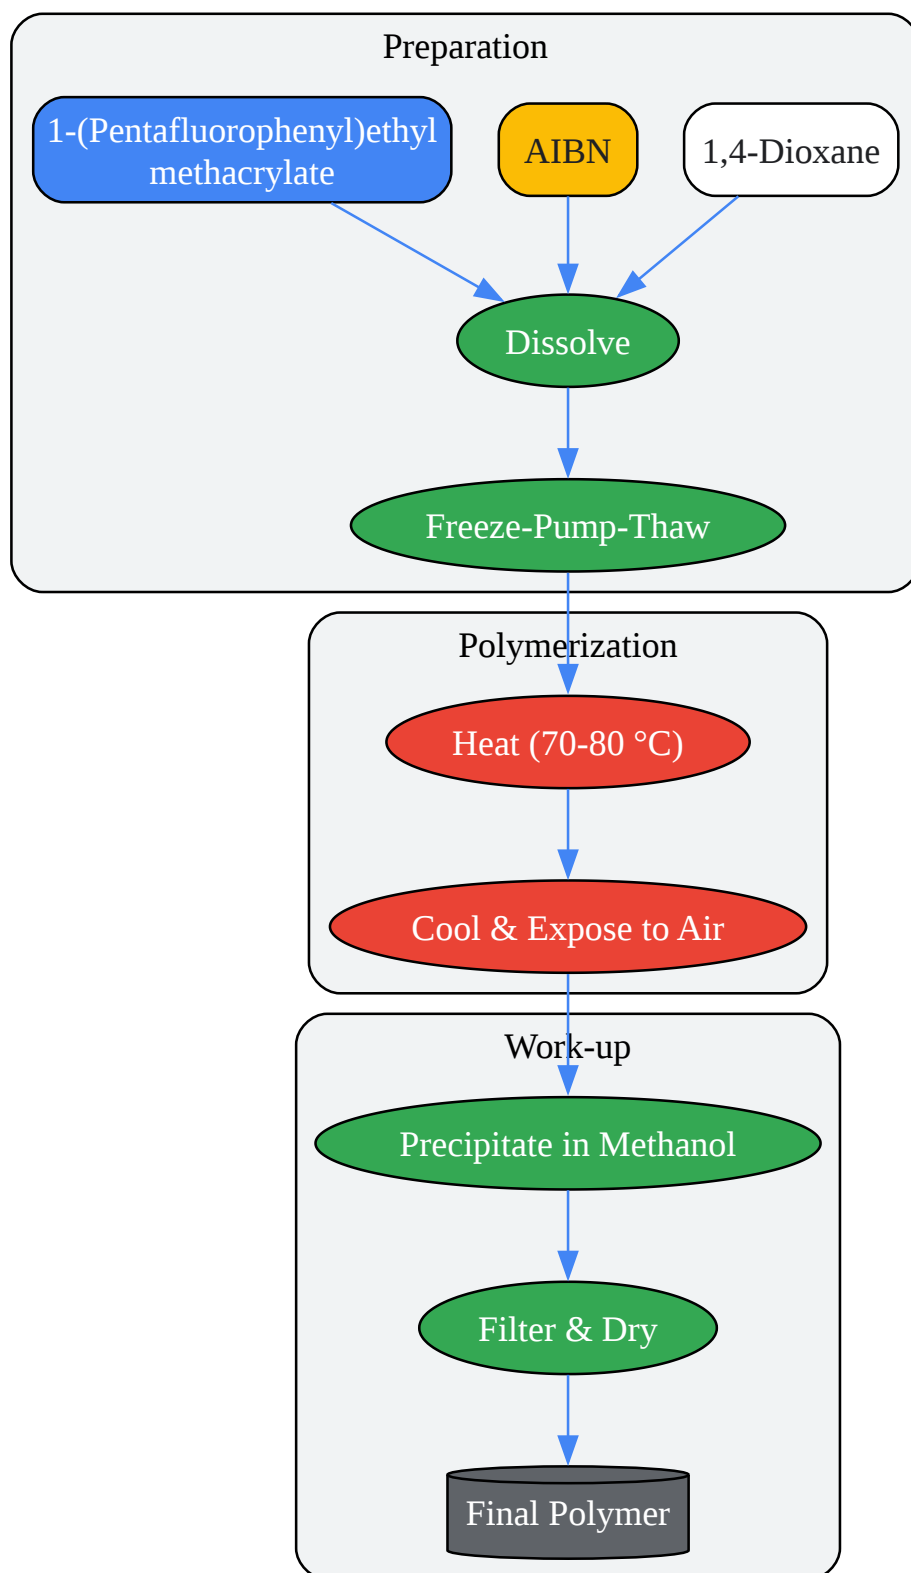 Preparation
1-(Pentafluorophenyl)ethyl
methacrylate
AIBN
1,4-Dioxane
Dissolve
Freeze-Pump-Thaw
Polymerization
Heat (70-80 °C)
Cool & Expose to Air
Work-up
Precipitate in Methanol
Filter & Dry
Final Polymer